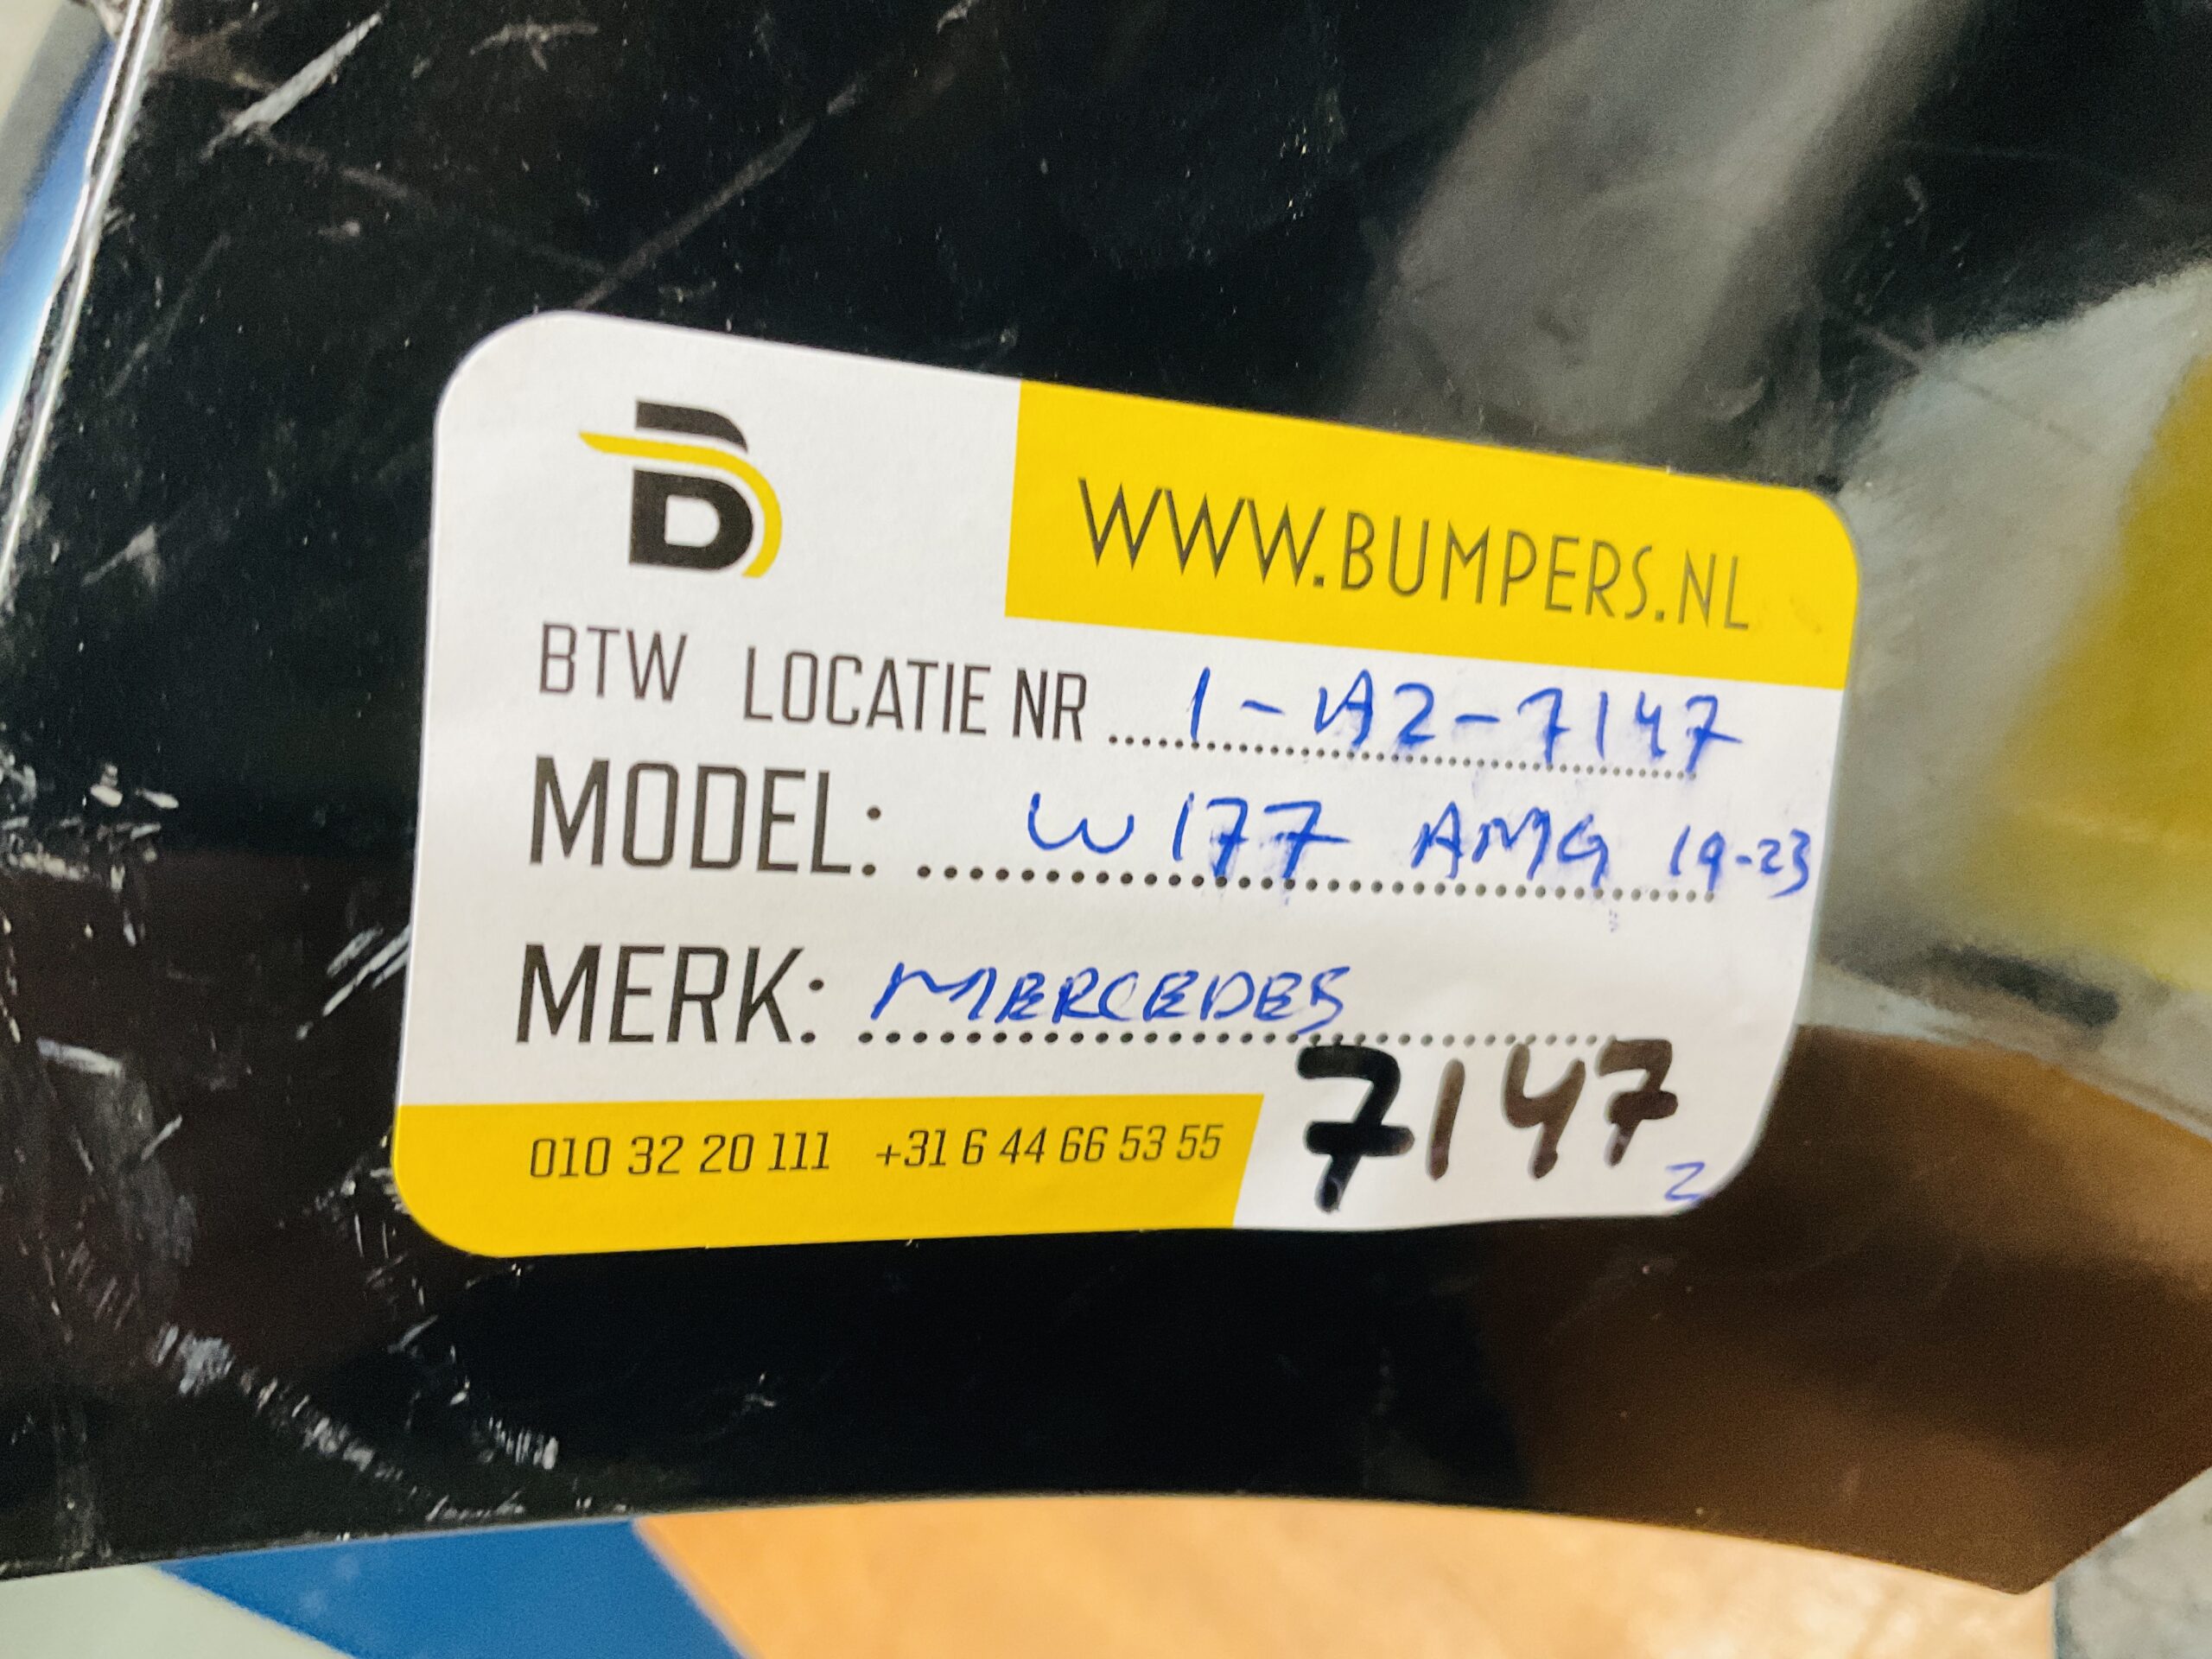 B
WWW.BUMPERS.NL
BTW LOCATIE NR 1-A2-7147
MODEL: W177 AMG 19-23
MERK: MERCEDES
7147
010 32 20 111 +31 6 44 66 53 55
2